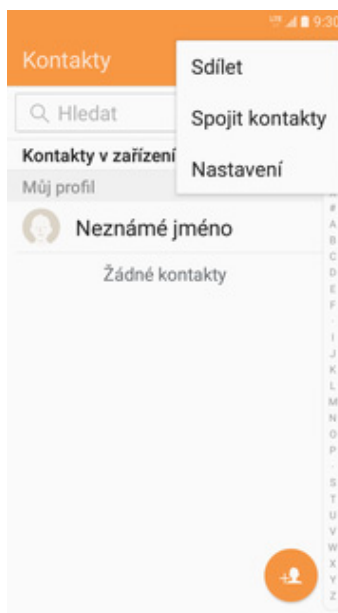 9:30
Kontakty
Sdílet
Hledat
Spojit kontakty
Kontakty v zařízení
Nastavení
Můj profil
Neznámé jméno
Žádné kontakty
#
A
B
C
D
E
F
I
J
K
L
M
N
O
P
S
T
U
V
W
X
Y
Z